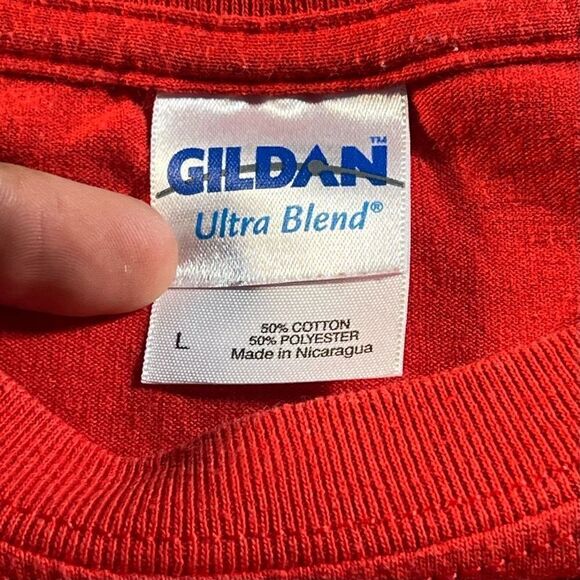 GILDAN™
Ultra Blend®
L
50% COTTON
50% POLYESTER
Made in Nicaragua